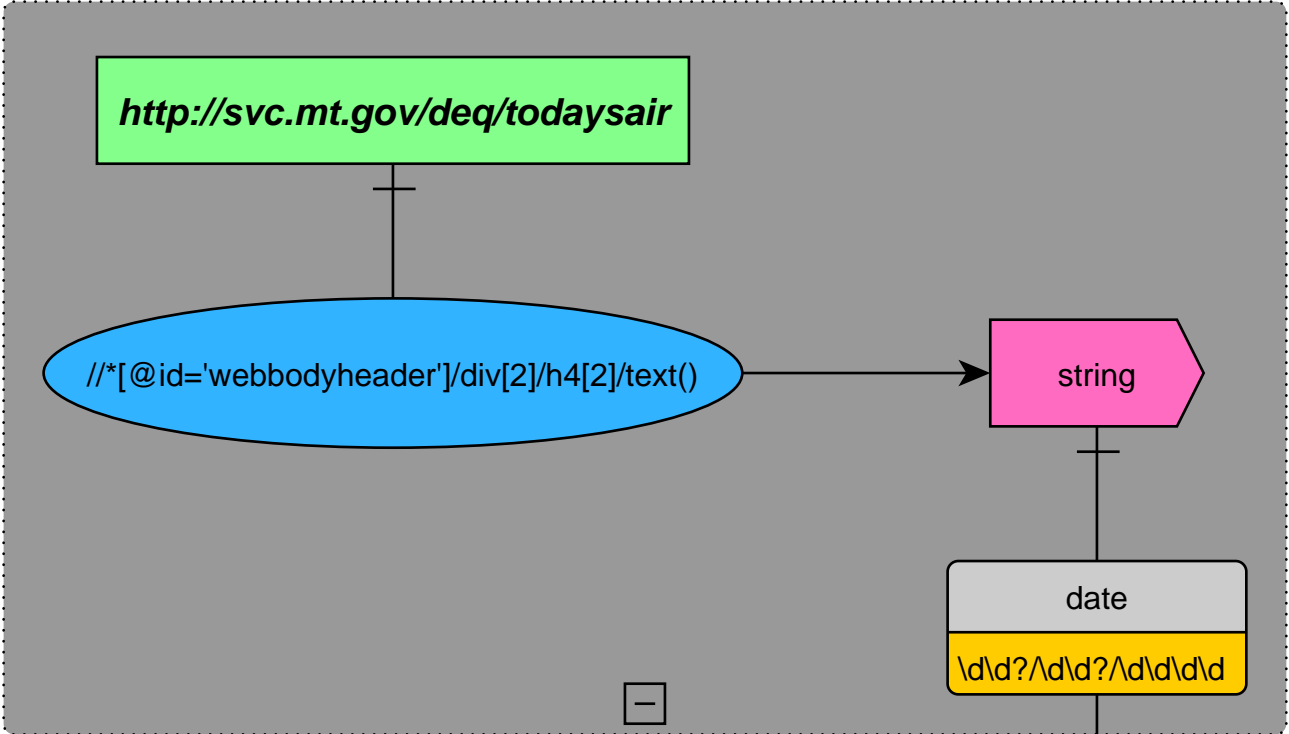 http://svc.mt.gov/deq/todaysair
//*[@id='webbodyheader']/div[2]/h4[2]/text()
string
date
\d\d?/\d\d?/\d\d\d\d